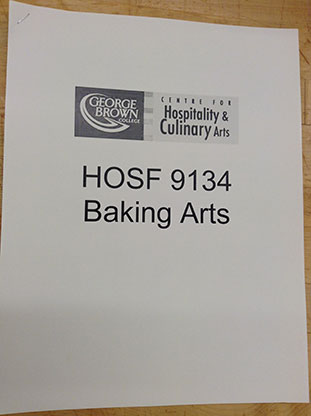 GEORGE
BROWN
COLLEGE
CENTRE FOR
Hospitality &
Culinary Arts
HOSF 9134
Baking Arts